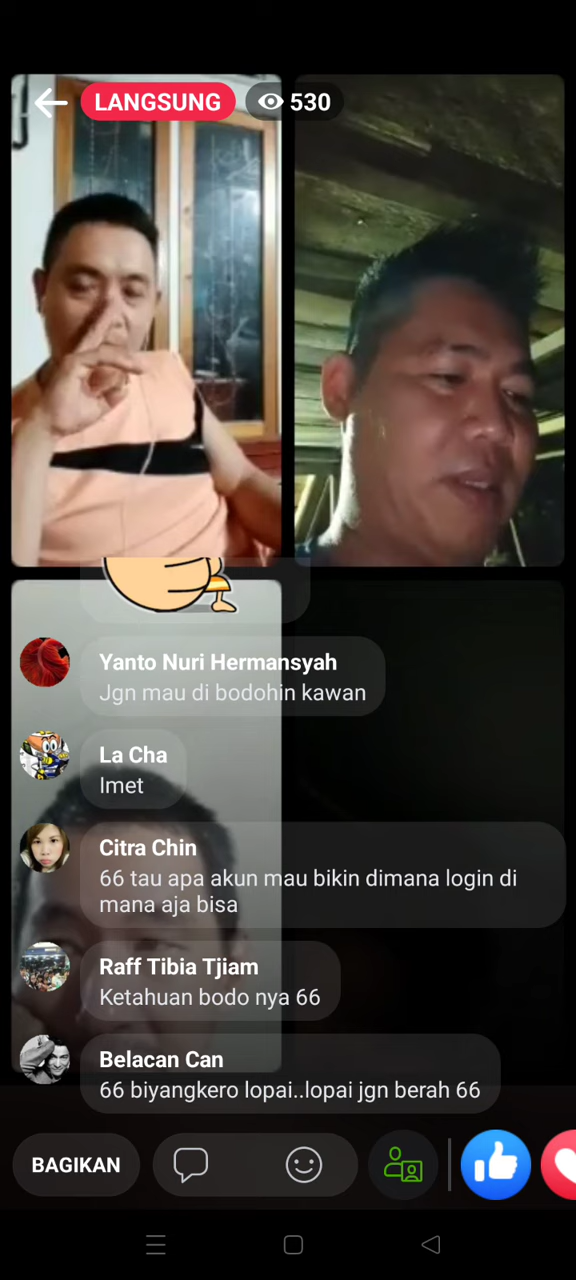 LANGSUNG
530
Yanto Nuri Hermansyah
Jgn mau di bodohin kawan
La Cha
Imet
Citra Chin
66 tau apa akun mau bikin dimana login di
mana aja bisa
Raff Tibia Tjiam
Ketahuan bodo nya 66
Belacan Can
66 biyangkero lopai..lopai jgn berah 66
BAGIKAN